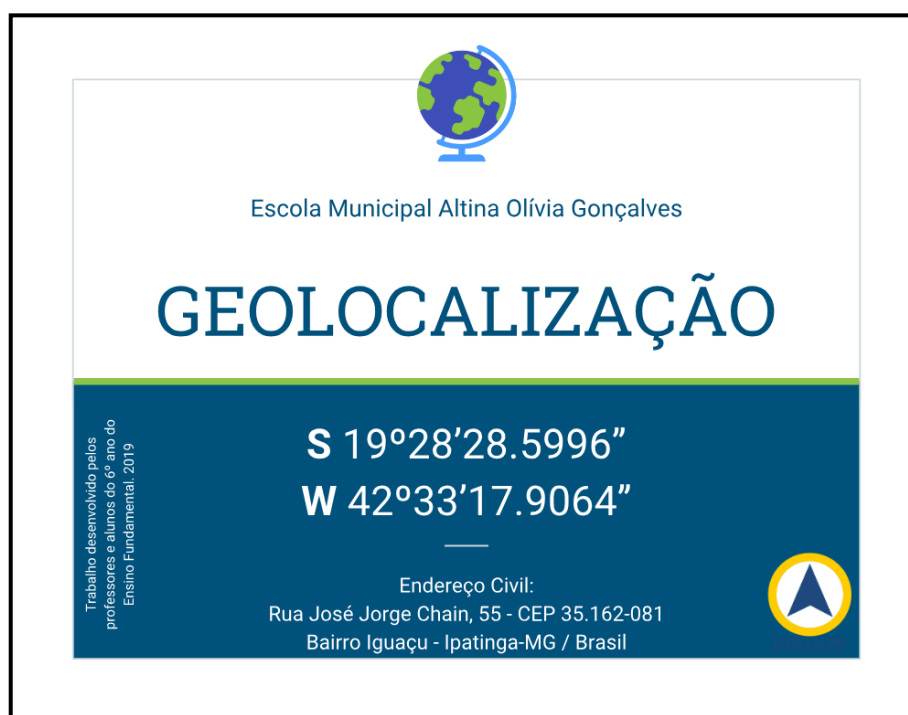 Escola Municipal Altina Olívia Gonçalves
GEOLOCALIZAÇÃO
S 19º28’28.5996”
W 42º33’17.9064”
Endereço Civil:
Rua José Jorge Chain, 55 - CEP 35.162-081
Bairro Iguaçu - Ipatinga-MG / Brasil
Trabalho desenvolvido pelos
professores e alunos do 6º ano do
Ensino Fundamental. 2019